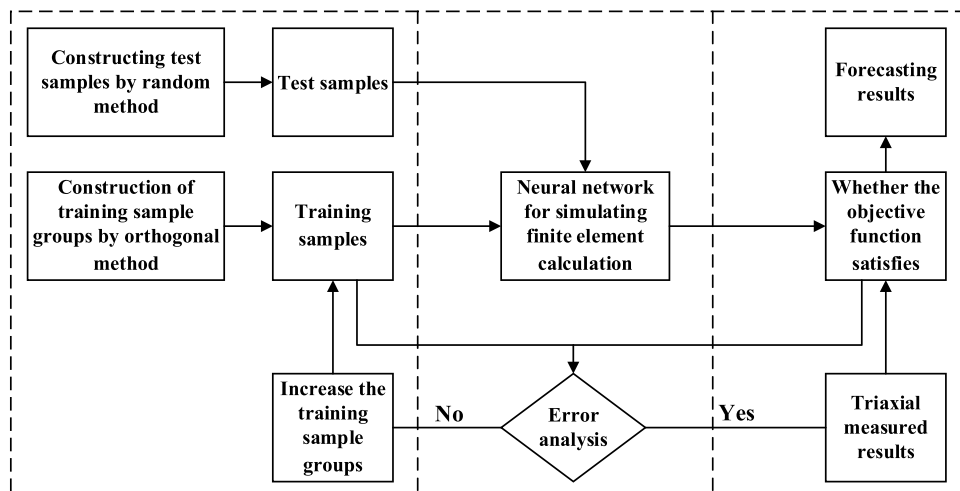 Constructing test
samples by random
method
Test samples
Forecasting
results
Construction of
training sample
groups by orthogonal
method
Training
samples
Neural network
for simulating
finite element
calculation
Whether the
objective
function
satisfies
Increase the
training
sample
groups
No
Error
analysis
Yes
Triaxial
measured
results